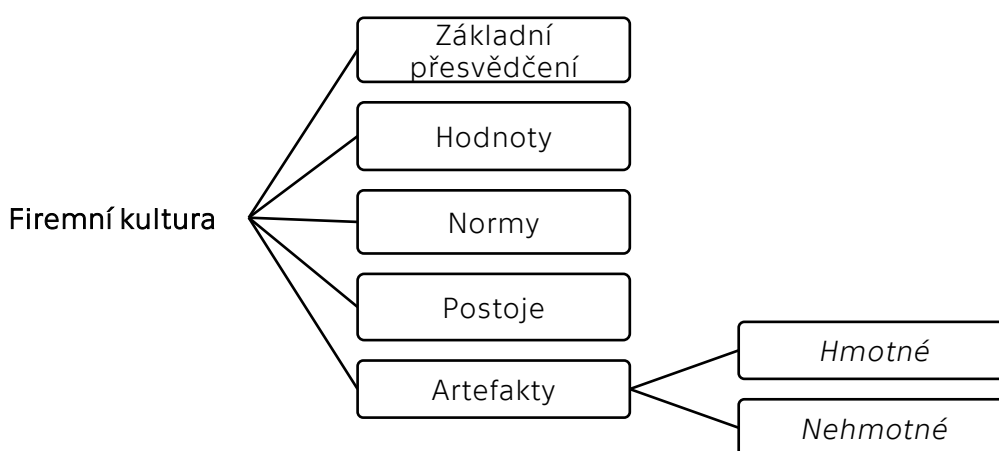 Základní
přesvědčení
Hodnoty
Normy
Firemní kultura
Postoje
Artefakty
Hmotné
Nehmotné